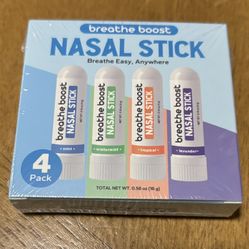 breathe boost
NASAL STICK
Breathe Easy, Anywhere
breathe boost
NASAL STICK
• mint •
breathe boost
NASAL STICK
• wintermint •
breathe boost
NASAL STICK
• tropical •
breathe boost
NASAL STICK
• lavender •
4
Pack
TOTAL NET WT. 0.56 oz (16 g)